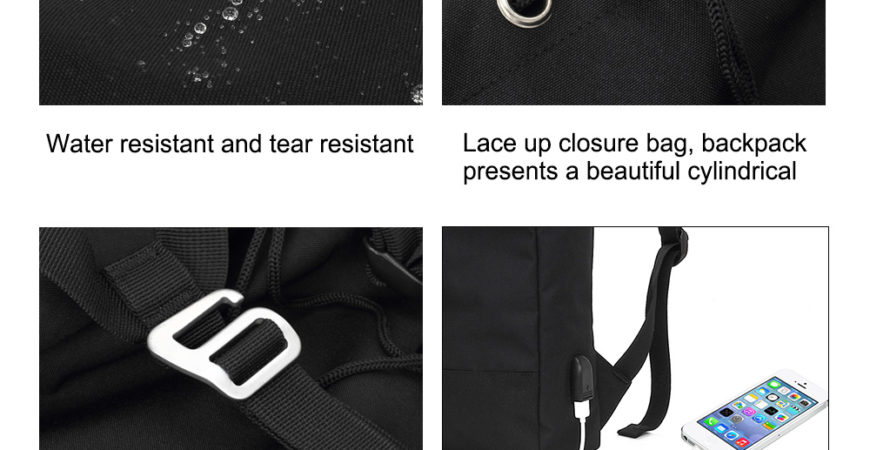 Water resistant and tear resistant
Lace up closure bag, backpack
presents a beautiful cylindrical